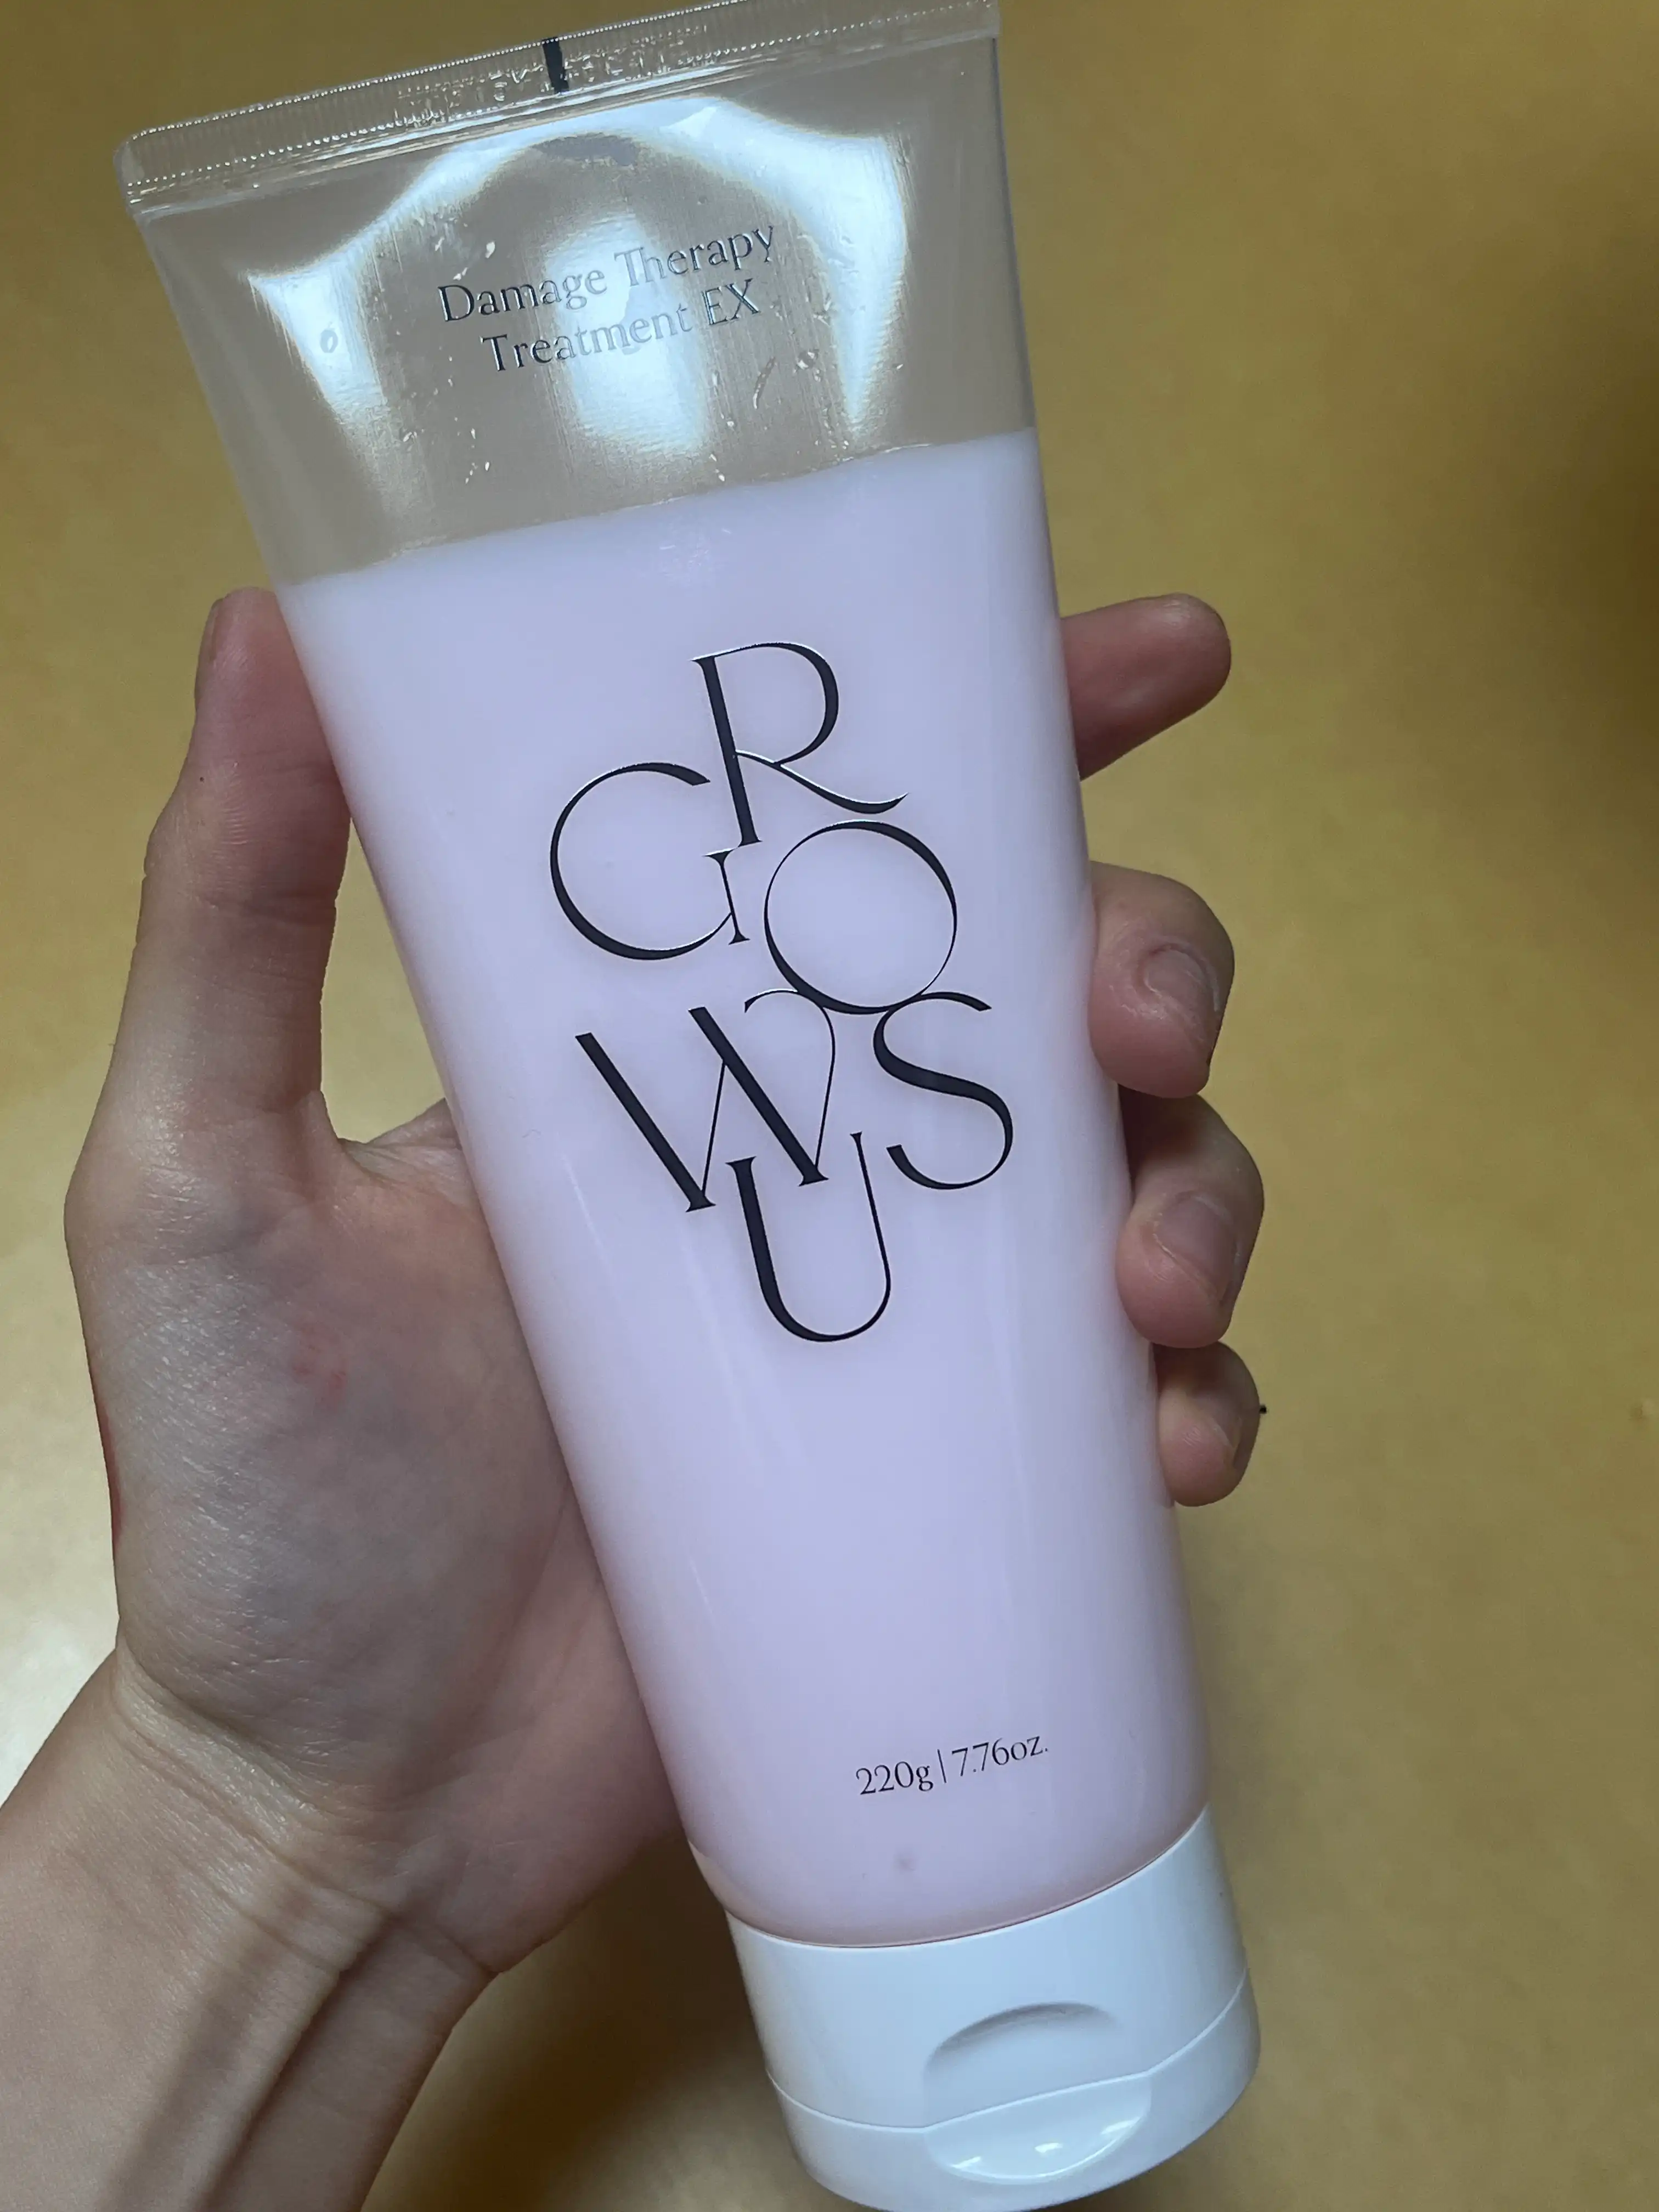 Damage Therapy
Treatment EX
GROWUS
220g | 7.76oz.